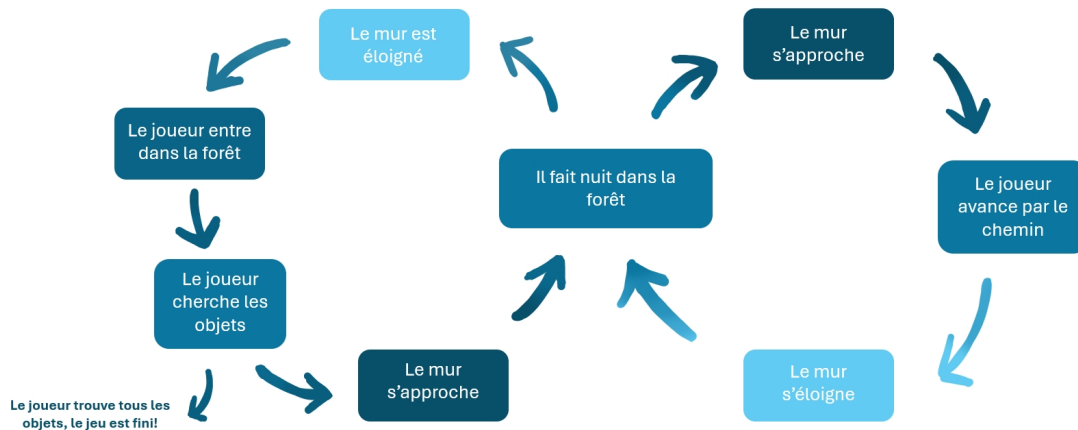 Le mur est
éloigné
Le mur
s’approche
Le joueur entre
dans la forêt
Il fait nuit dans la
forêt
Le joueur
avance par le
chemin
Le joueur
cherche les
objets
Le mur
s’approche
Le mur
s’éloigne
Le joueur trouve tous les
objets, le jeu est fini!